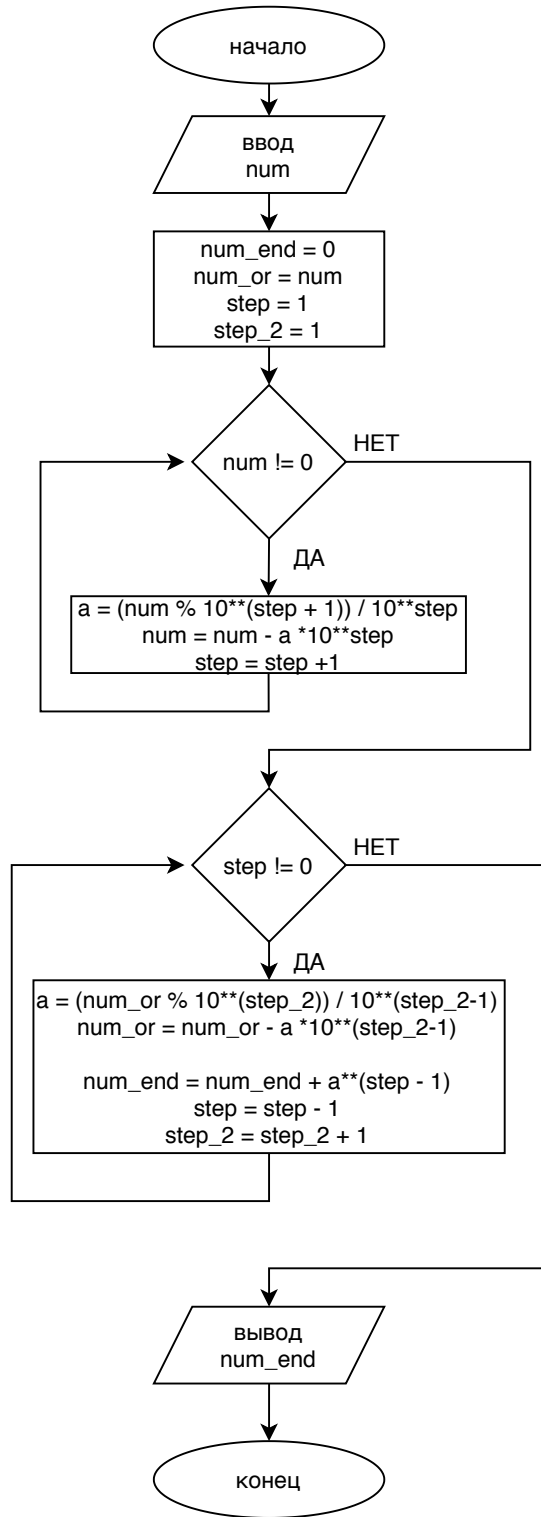 начало
ввод
num
num_end = 0
num_or = num
step = 1
step_2 = 1
num != 0
НЕТ
ДА
a = (num % 10**(step + 1)) / 10**step
num = num - a *10**step
step = step +1
step != 0
НЕТ
ДА
a = (num_or % 10**(step_2)) / 10**(step_2-1)
num_or = num_or - a *10**(step_2-1)
num_end = num_end + a**(step - 1)
step = step - 1
step_2 = step_2 + 1
вывод
num_end
конец